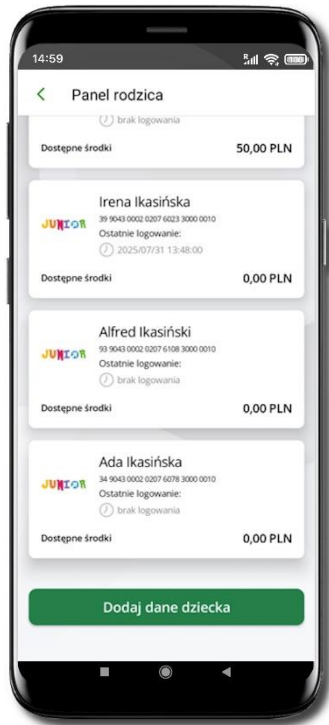 14:59
Panel rodzica
brak logowania
Dostępne środki 50,00 PLN
Irena Ikasińska
JUNIOR
39 9043 0002 0207 6023 3000 0010
Ostatnie logowanie:
2025/07/31 13:48:00
Dostępne środki 0,00 PLN
Alfred Ikasiński
JUNIOR
93 9043 0002 0207 6108 3000 0010
Ostatnie logowanie:
brak logowania
Dostępne środki 0,00 PLN
Ada Ikasińska
JUNIOR
34 9043 0002 0207 6078 3000 0010
Ostatnie logowanie:
brak logowania
Dostępne środki 0,00 PLN
Dodaj dane dziecka